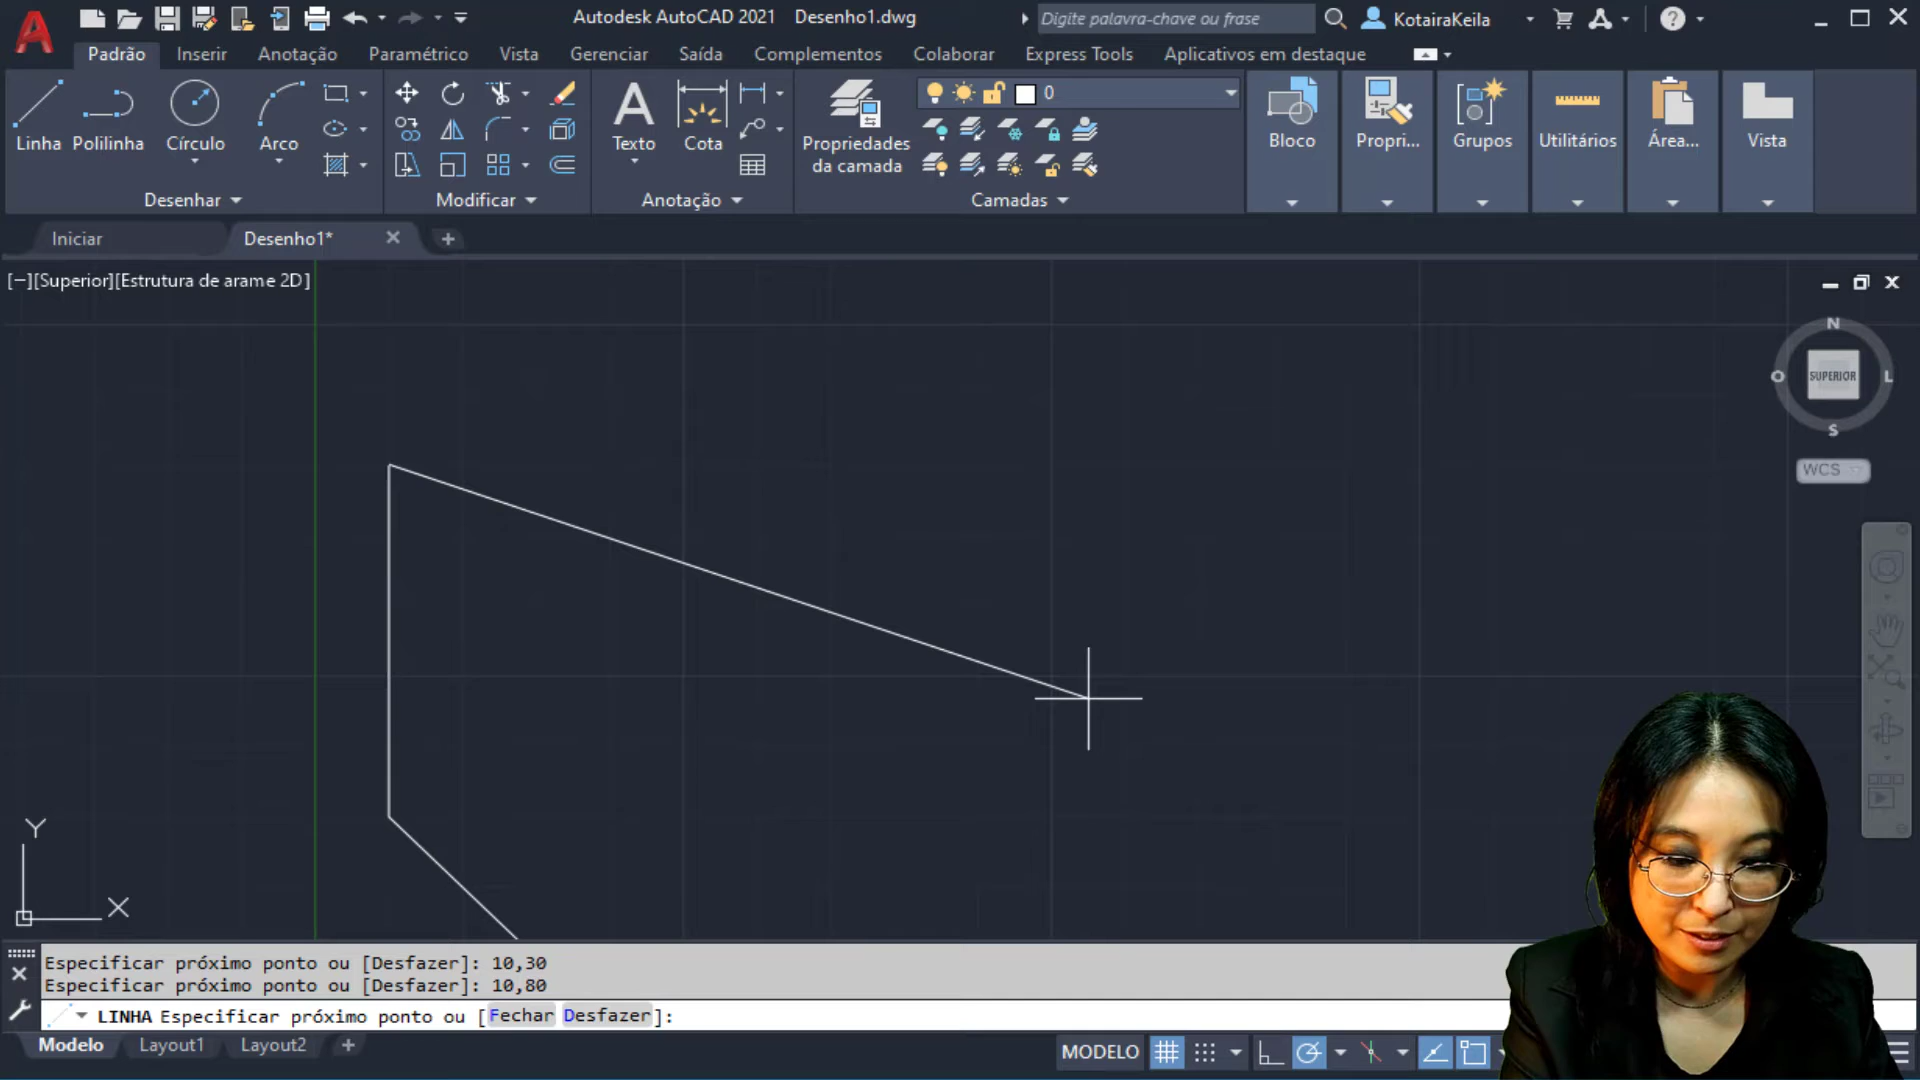 Autodesk AutoCAD 2021 Desenho1.dwg
Digite palavra-chave ou frase
KotairaKeila
Padrão Inserir Anotação Paramétrico Vista Gerenciar Saída Complementos Colaborar Express Tools Aplicativos em destaque
0
Linha Polilinha Círculo Arco
Texto Cota
Propriedades
da camada
Bloco Propri... Grupos Utilitários Área... Vista
Desenhar Modificar Anotação Camadas
Iniciar Desenho1*
[−][Superior][Estrutura de arame 2D]
N
O SUPERIOR L
S
WCS
Y
X
Especificar próximo ponto ou [Desfazer]: 10,30
Especificar próximo ponto ou [Desfazer]: 10,80
LINHA Especificar próximo ponto ou [Fechar Desfazer]:
Modelo Layout1 Layout2
MODELO